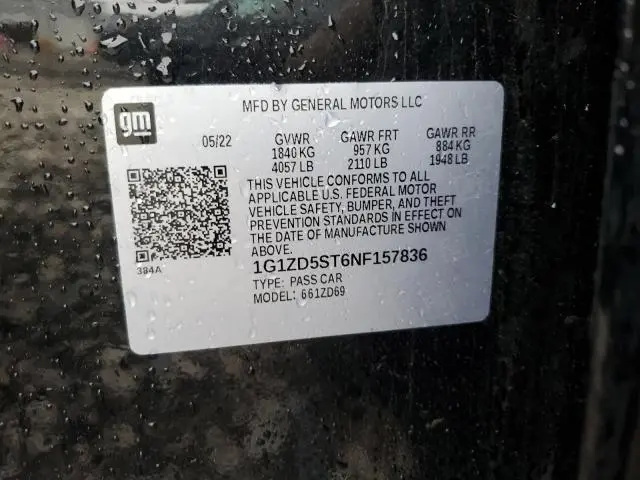 MFD BY GENERAL MOTORS LLC
gm
05/22 GVWR GAWR FRT GAWR RR
1840 KG 957 KG 884 KG
4057 LB 2110 LB 1948 LB
THIS VEHICLE CONFORMS TO ALL
APPLICABLE U.S. FEDERAL MOTOR
VEHICLE SAFETY, BUMPER, AND THEFT
PREVENTION STANDARDS IN EFFECT ON
THE DATE OF MANUFACTURE SHOWN
ABOVE.
384A
1G1ZD5ST6NF157836
TYPE: PASS CAR
MODEL: 661ZD69